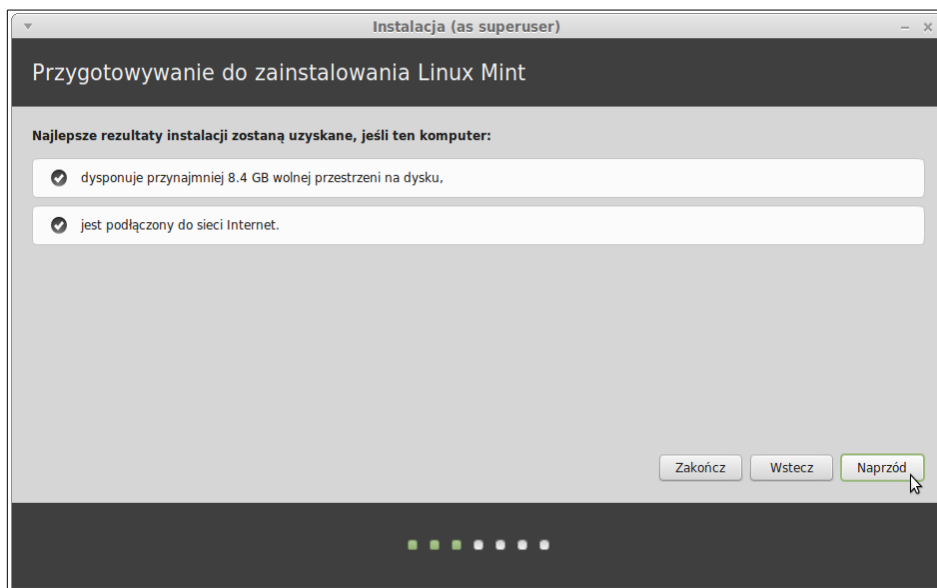 Instalacja (as superuser)
Przygotowywanie do zainstalowania Linux Mint
Najlepsze rezultaty instalacji zostaną uzyskane, jeśli ten komputer:
dysponuje przynajmniej 8.4 GB wolnej przestrzeni na dysku,
jest podłączony do sieci Internet.
Zakończ Wstecz Naprzód